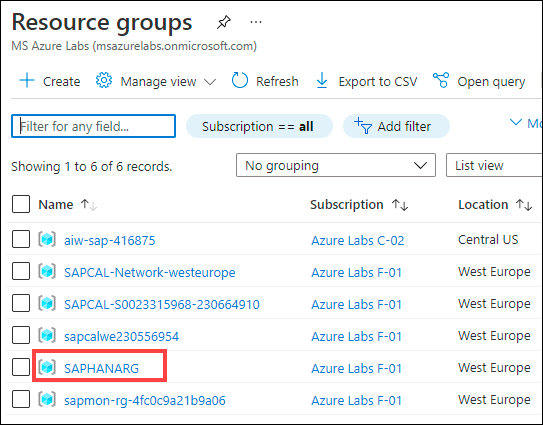 Resource groups
MS Azure Labs (msazurelabs.onmicrosoft.com)
Create Manage view Refresh Export to CSV Open query
Filter for any field... Subscription == all Add filter Mo
Showing 1 to 6 of 6 records. No grouping List view
Name Subscription Location
aiw-sap-416875 Azure Labs C-02 Central US
SAPCAL-Network-westeurope Azure Labs F-01 West Europe
SAPCAL-S0023315968-230664910 Azure Labs F-01 West Europe
sapcalwe230556954 Azure Labs F-01 West Europe
SAPHANARG Azure Labs F-01 West Europe
sapmon-rg-4fc0c9a21b9a06 Azure Labs F-01 West Europe